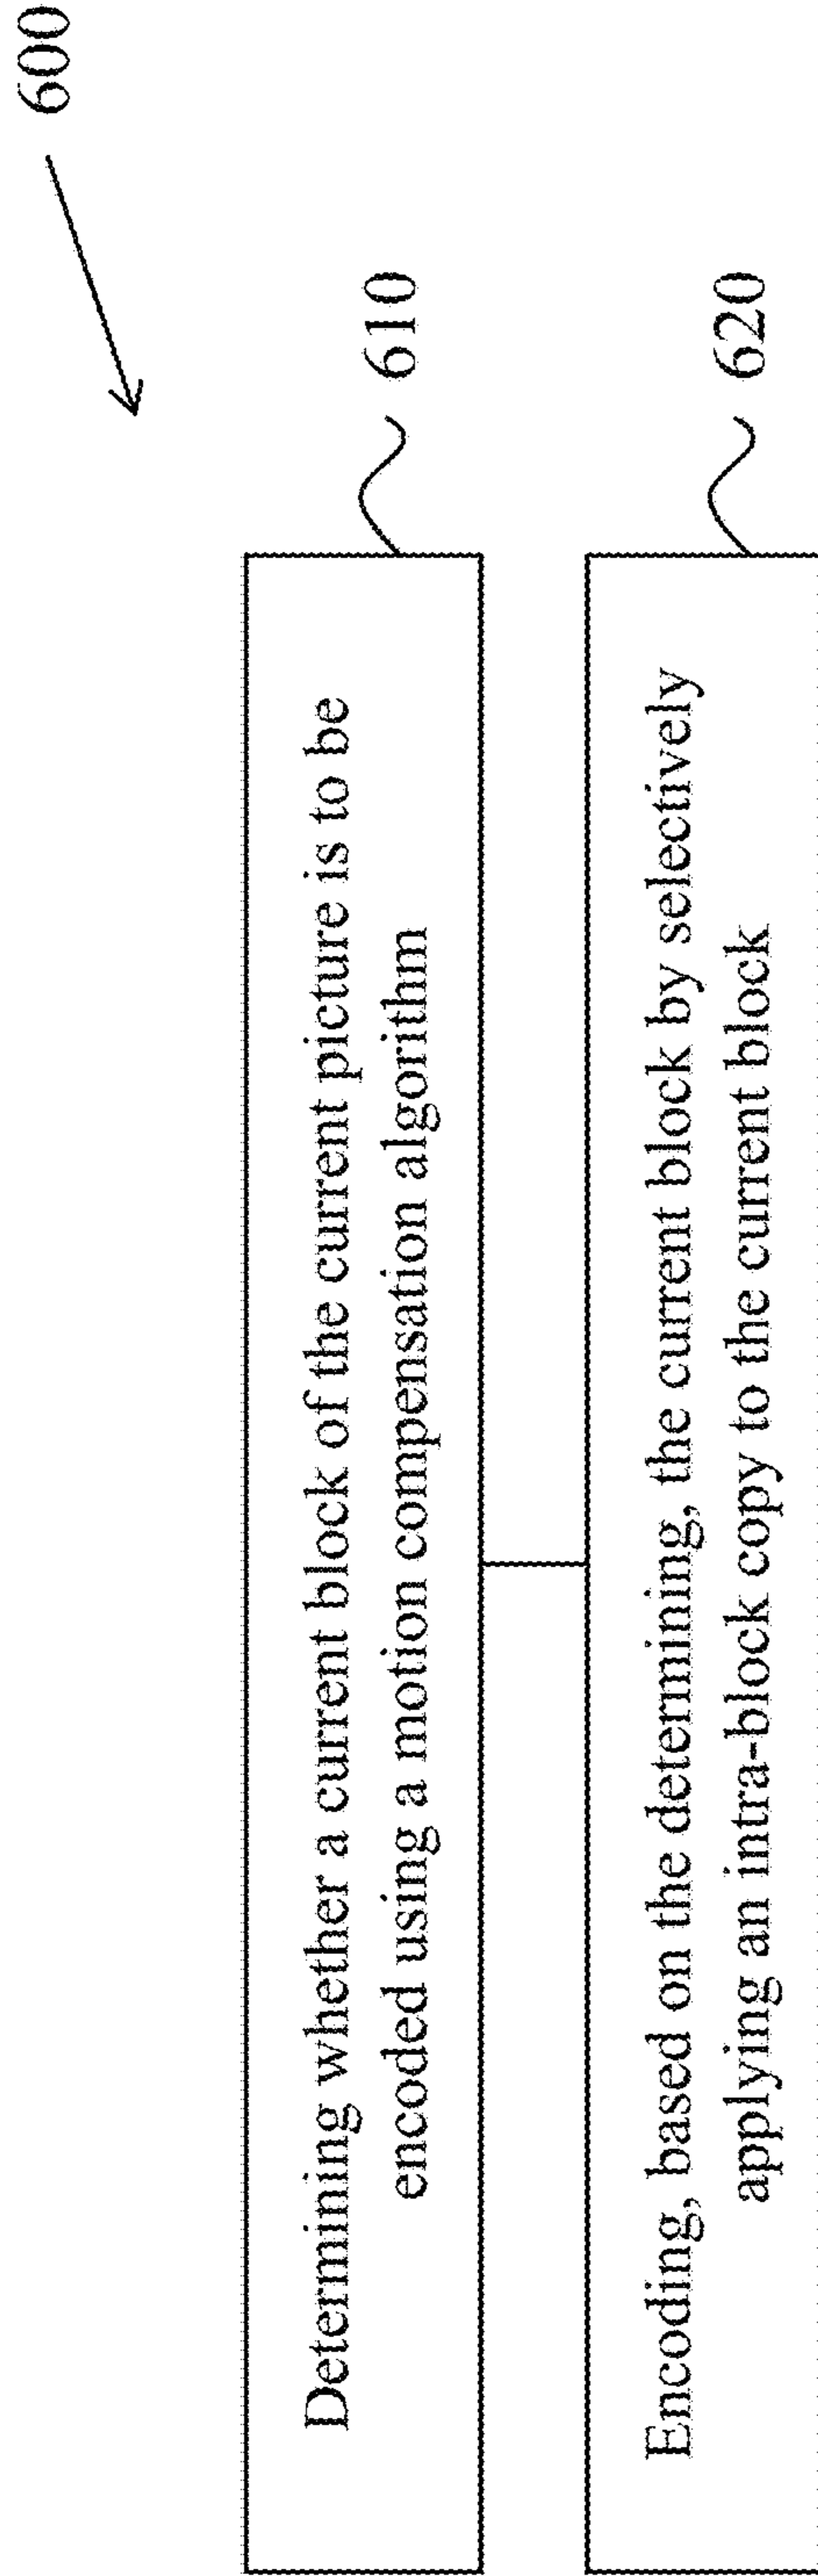 600
Determining whether a current block of the current picture is to be
encoded using a motion compensation algorithm
610
Encoding, based on the determining, the current block by selectively
applying an intra-block copy to the current block
620